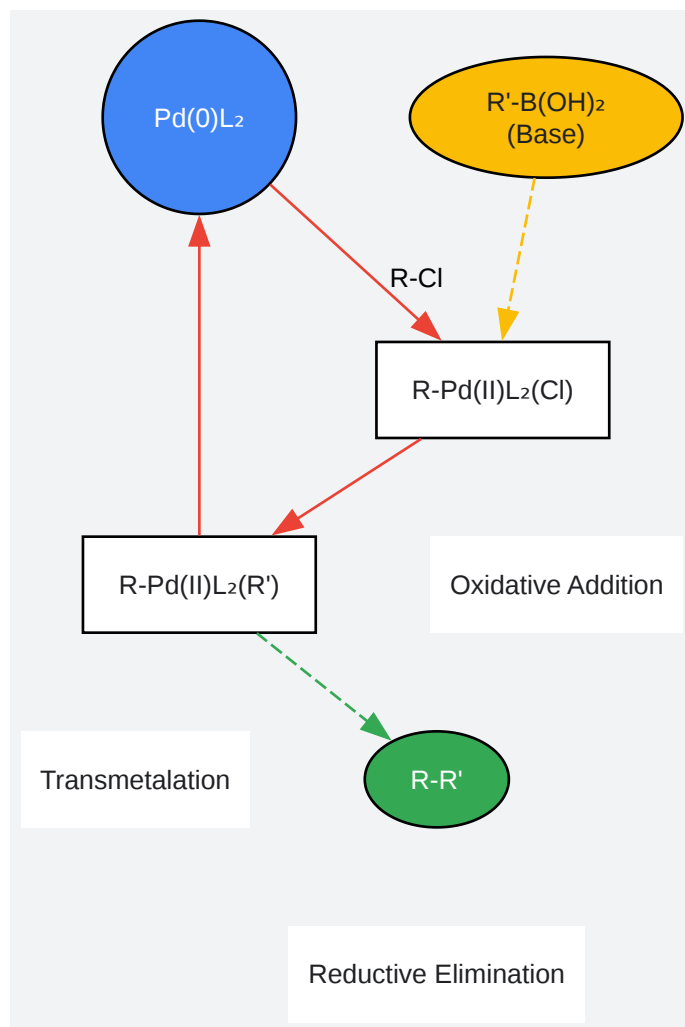 Pd(0)L₂
R'-B(OH)₂
(Base)
R-Cl
R-Pd(II)L₂(Cl)
R-Pd(II)L₂(R')
Oxidative Addition
Transmetalation
R-R'
Reductive Elimination